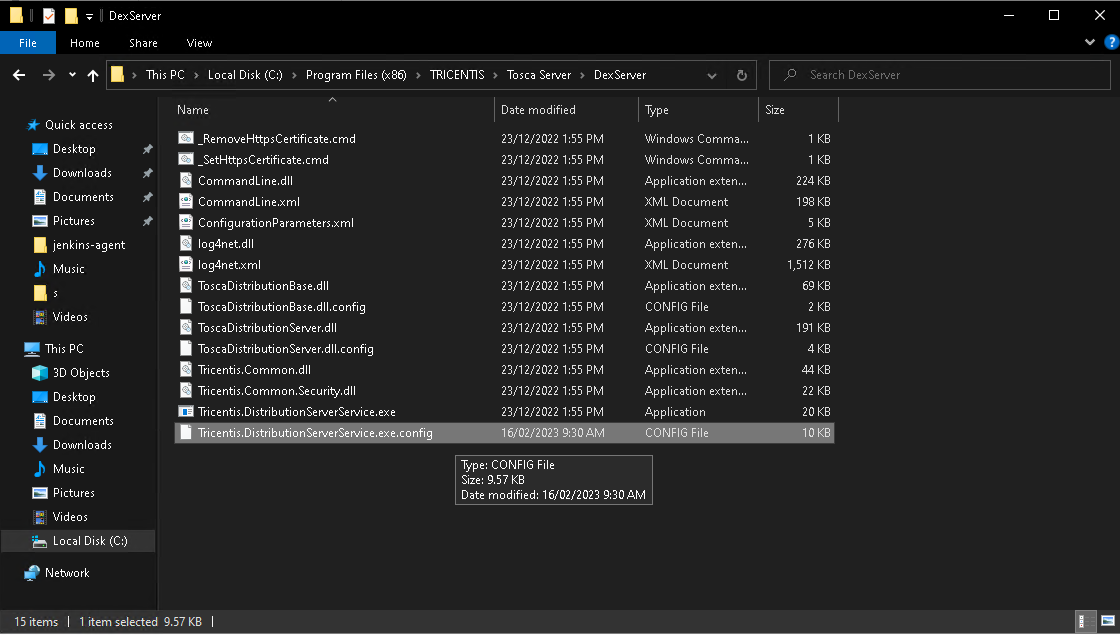 DexServer
File Home Share View
This PC Local Disk (C:) Program Files (x86) TRICENTIS Tosca Server DexServer
Search DexServer
Quick access
Desktop
Downloads
Documents
Pictures
jenkins-agent
Music
s
Videos
This PC
3D Objects
Desktop
Documents
Downloads
Music
Pictures
Videos
Local Disk (C:)
Network
Name Date modified Type Size
_RemoveHttpsCertificate.cmd 23/12/2022 1:55 PM Windows Comma... 1 KB
_SetHttpsCertificate.cmd 23/12/2022 1:55 PM Windows Comma... 1 KB
CommandLine.dll 23/12/2022 1:55 PM Application exten... 224 KB
CommandLine.xml 23/12/2022 1:55 PM XML Document 198 KB
ConfigurationParameters.xml 23/12/2022 1:55 PM XML Document 5 KB
log4net.dll 23/12/2022 1:55 PM Application exten... 276 KB
log4net.xml 23/12/2022 1:55 PM XML Document 1,512 KB
ToscaDistributionBase.dll 23/12/2022 1:55 PM Application exten... 69 KB
ToscaDistributionBase.dll.config 23/12/2022 1:55 PM CONFIG File 2 KB
ToscaDistributionServer.dll 23/12/2022 1:55 PM Application exten... 191 KB
ToscaDistributionServer.dll.config 23/12/2022 1:55 PM CONFIG File 4 KB
Tricentis.Common.dll 23/12/2022 1:55 PM Application exten... 44 KB
Tricentis.Common.Security.dll 23/12/2022 1:55 PM Application exten... 22 KB
Tricentis.DistributionServerService.exe 23/12/2022 1:55 PM Application 20 KB
Tricentis.DistributionServerService.exe.config 16/02/2023 9:30 AM CONFIG File 10 KB
Type: CONFIG File
Size: 9.57 KB
Date modified: 16/02/2023 9:30 AM
15 items 1 item selected 9.57 KB